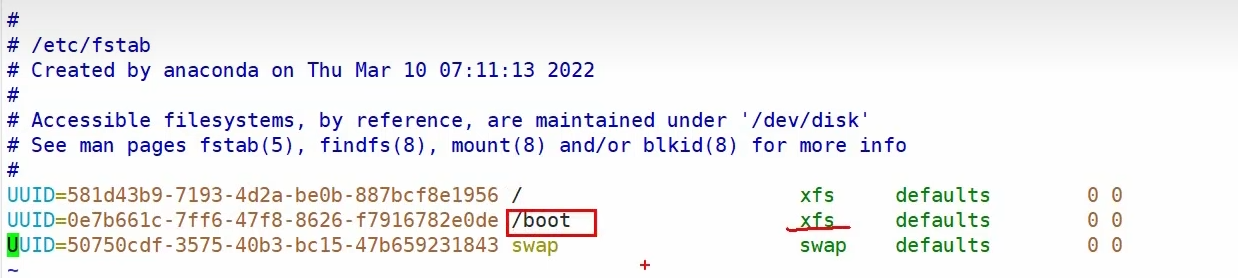 #
# /etc/fstab
# Created by anaconda on Thu Mar 10 07:11:13 2022
#
# Accessible filesystems, by reference, are maintained under '/dev/disk'
# See man pages fstab(5), findfs(8), mount(8) and/or blkid(8) for more info
#
UUID=581d43b9-7193-4d2a-be0b-887bcf8e1956 / xfs defaults 0 0
UUID=0e7b661c-7ff6-47f8-8626-f7916782e0de /boot xfs defaults 0 0
UUID=50750cdf-3575-40b3-bc15-47b659231843 swap swap defaults 0 0
~